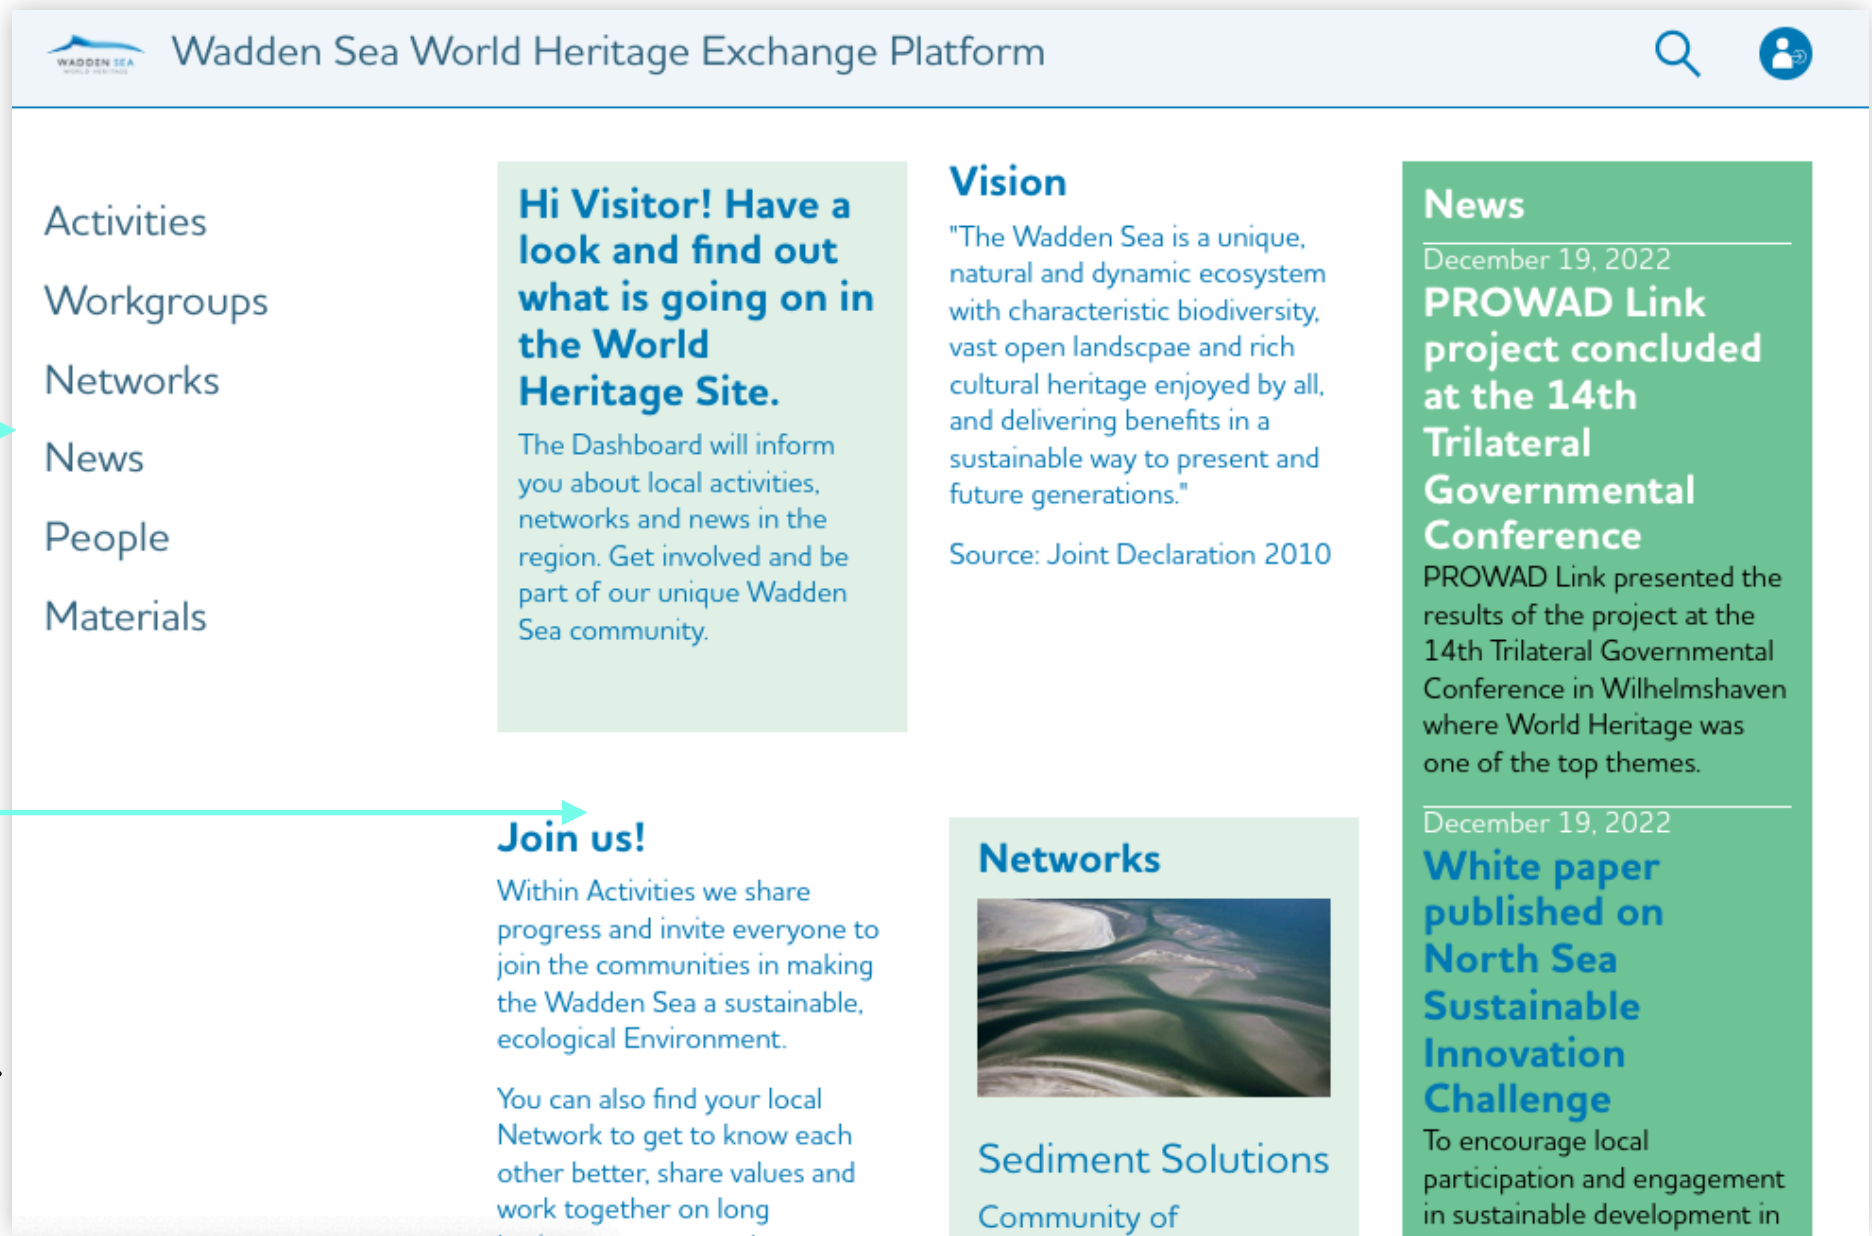 WADDEN SEA
WORLD HERITAGE
Wadden Sea World Heritage Exchange Platform
Activities
Workgroups
Networks
News
People
Materials
Hi Visitor! Have a
look and find out
what is going on in
the World
Heritage Site.
The Dashboard will inform
you about local activities,
networks and news in the
region. Get involved and be
part of our unique Wadden
Sea community.
Vision
"The Wadden Sea is a unique,
natural and dynamic ecosystem
with characteristic biodiversity,
vast open landscpae and rich
cultural heritage enjoyed by all,
and delivering benefits in a
sustainable way to present and
future generations."
Source: Joint Declaration 2010
Join us!
Within Activities we share
progress and invite everyone to
join the communities in making
the Wadden Sea a sustainable,
ecological Environment.
You can also find your local
Network to get to know each
other better, share values and
work together on long
Networks
Sediment Solutions
Community of
News
December 19, 2022
PROWAD Link
project concluded
at the 14th
Trilateral
Governmental
Conference
PROWAD Link presented the
results of the project at the
14th Trilateral Governmental
Conference in Wilhelmshaven
where World Heritage was
one of the top themes.
December 19, 2022
White paper
published on
North Sea
Sustainable
Innovation
Challenge
To encourage local
participation and engagement
in sustainable development in